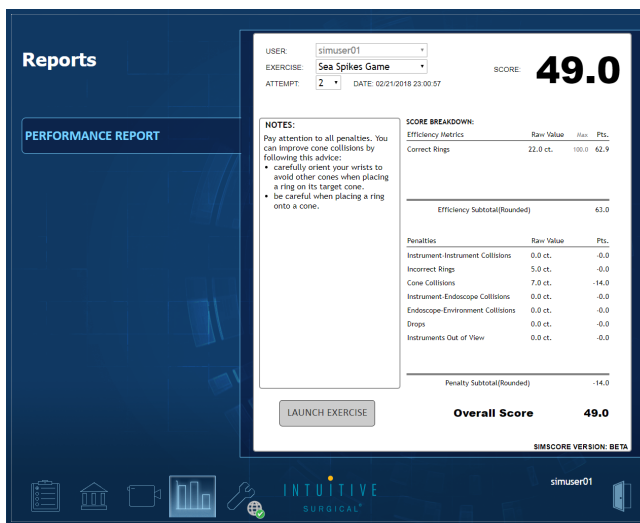 Reports
PERFORMANCE REPORT
USER: simuser01
EXERCISE: Sea Spikes Game
ATTEMPT: 2 DATE: 02/21/2018 23:00:57
SCORE: 49.0
NOTES:
Pay attention to all penalties. You
can improve cone collisions by
following this advice:
• carefully orient your wrists to
avoid other cones when placing
a ring on its target cone.
• be careful when placing a ring
onto a cone.
LAUNCH EXERCISE
SCORE BREAKDOWN:
Efficiency Metrics Raw Value Max Pts.
Correct Rings 22.0 ct. 100.0 62.9
Efficiency Subtotal(Rounded) 63.0
Penalties Raw Value Pts.
Instrument-Instrument Collisions 0.0 ct. -0.0
Incorrect Rings 5.0 ct. -0.0
Cone Collisions 7.0 ct. -14.0
Instrument-Endoscope Collisions 0.0 ct. -0.0
Endoscope-Environment Collisions 0.0 ct. -0.0
Drops 0.0 ct. -0.0
Instruments Out of View 0.0 ct. -0.0
Penalty Subtotal(Rounded) -14.0
Overall Score 49.0
SIMSCORE VERSION: BETA
INTUITIVE
SURGICAL®
simuser01